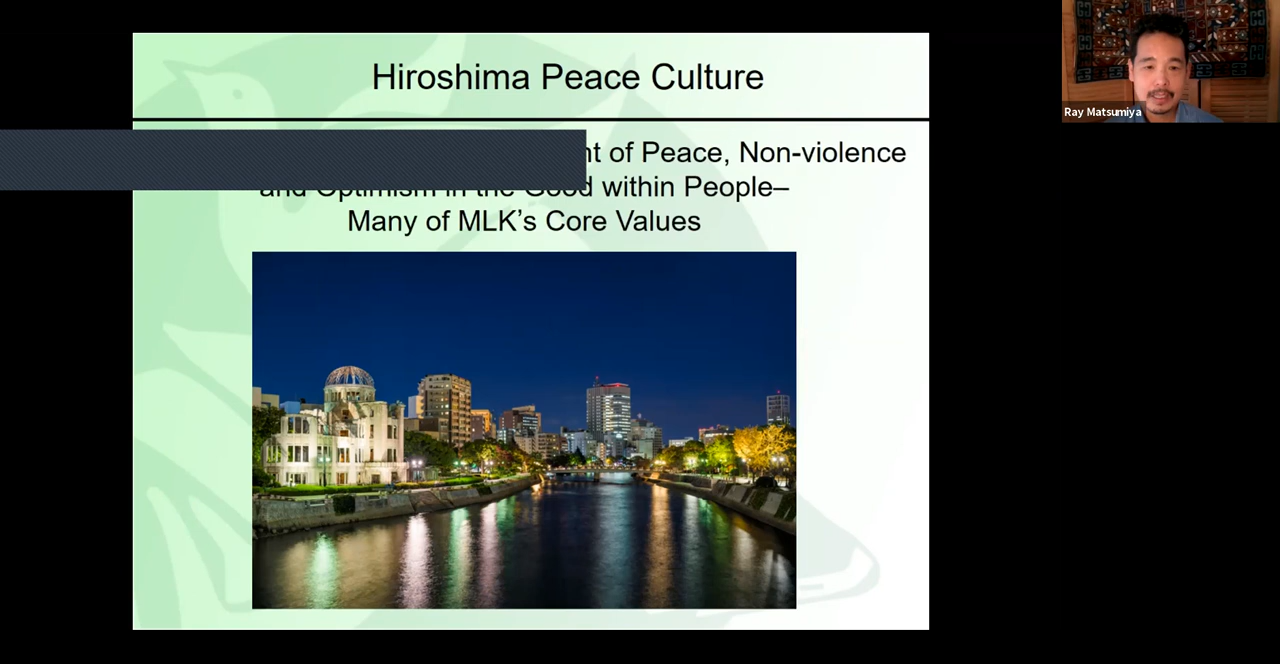 Hiroshima Peace Culture
of Peace, Non-violence
and Optimism in the Good within People–
Many of MLK’s Core Values
Ray Matsumiya